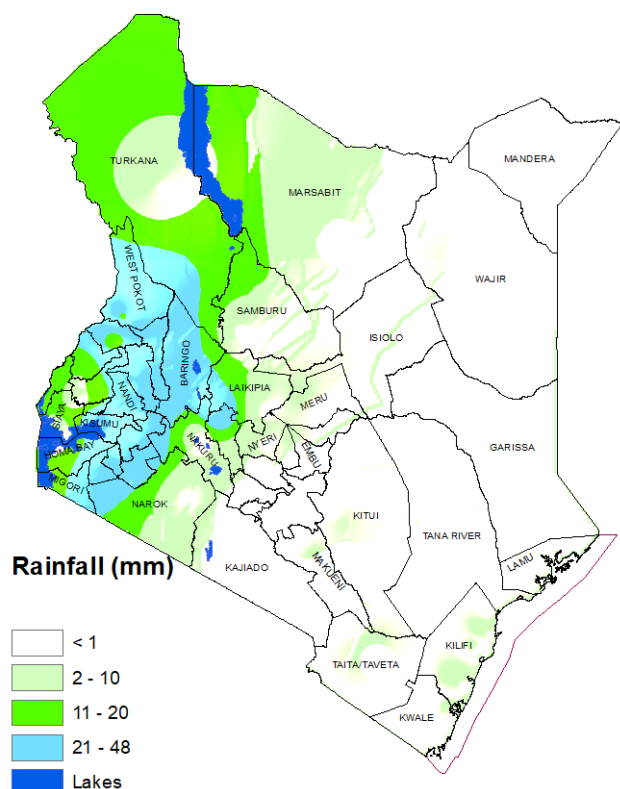 TURKANA
MANDERA
MARSABIT
WEST POKOT
WAJIR
SAMBURU
ISIOLO
BARINGO
LAIKIPIA
NANDI
MERU
SIAYA
KISUMU
GARISSA
NYERI
EMBU
NAKURU
HOMA BAY
MIGORI
NAROK
KITUI
TANA RIVER
LAMU
Rainfall (mm)
KAJIADO
MAKUENI
KILIFI
TAITA/TAVETA
KWALE
< 1
2 - 10
11 - 20
21 - 48
Lakes